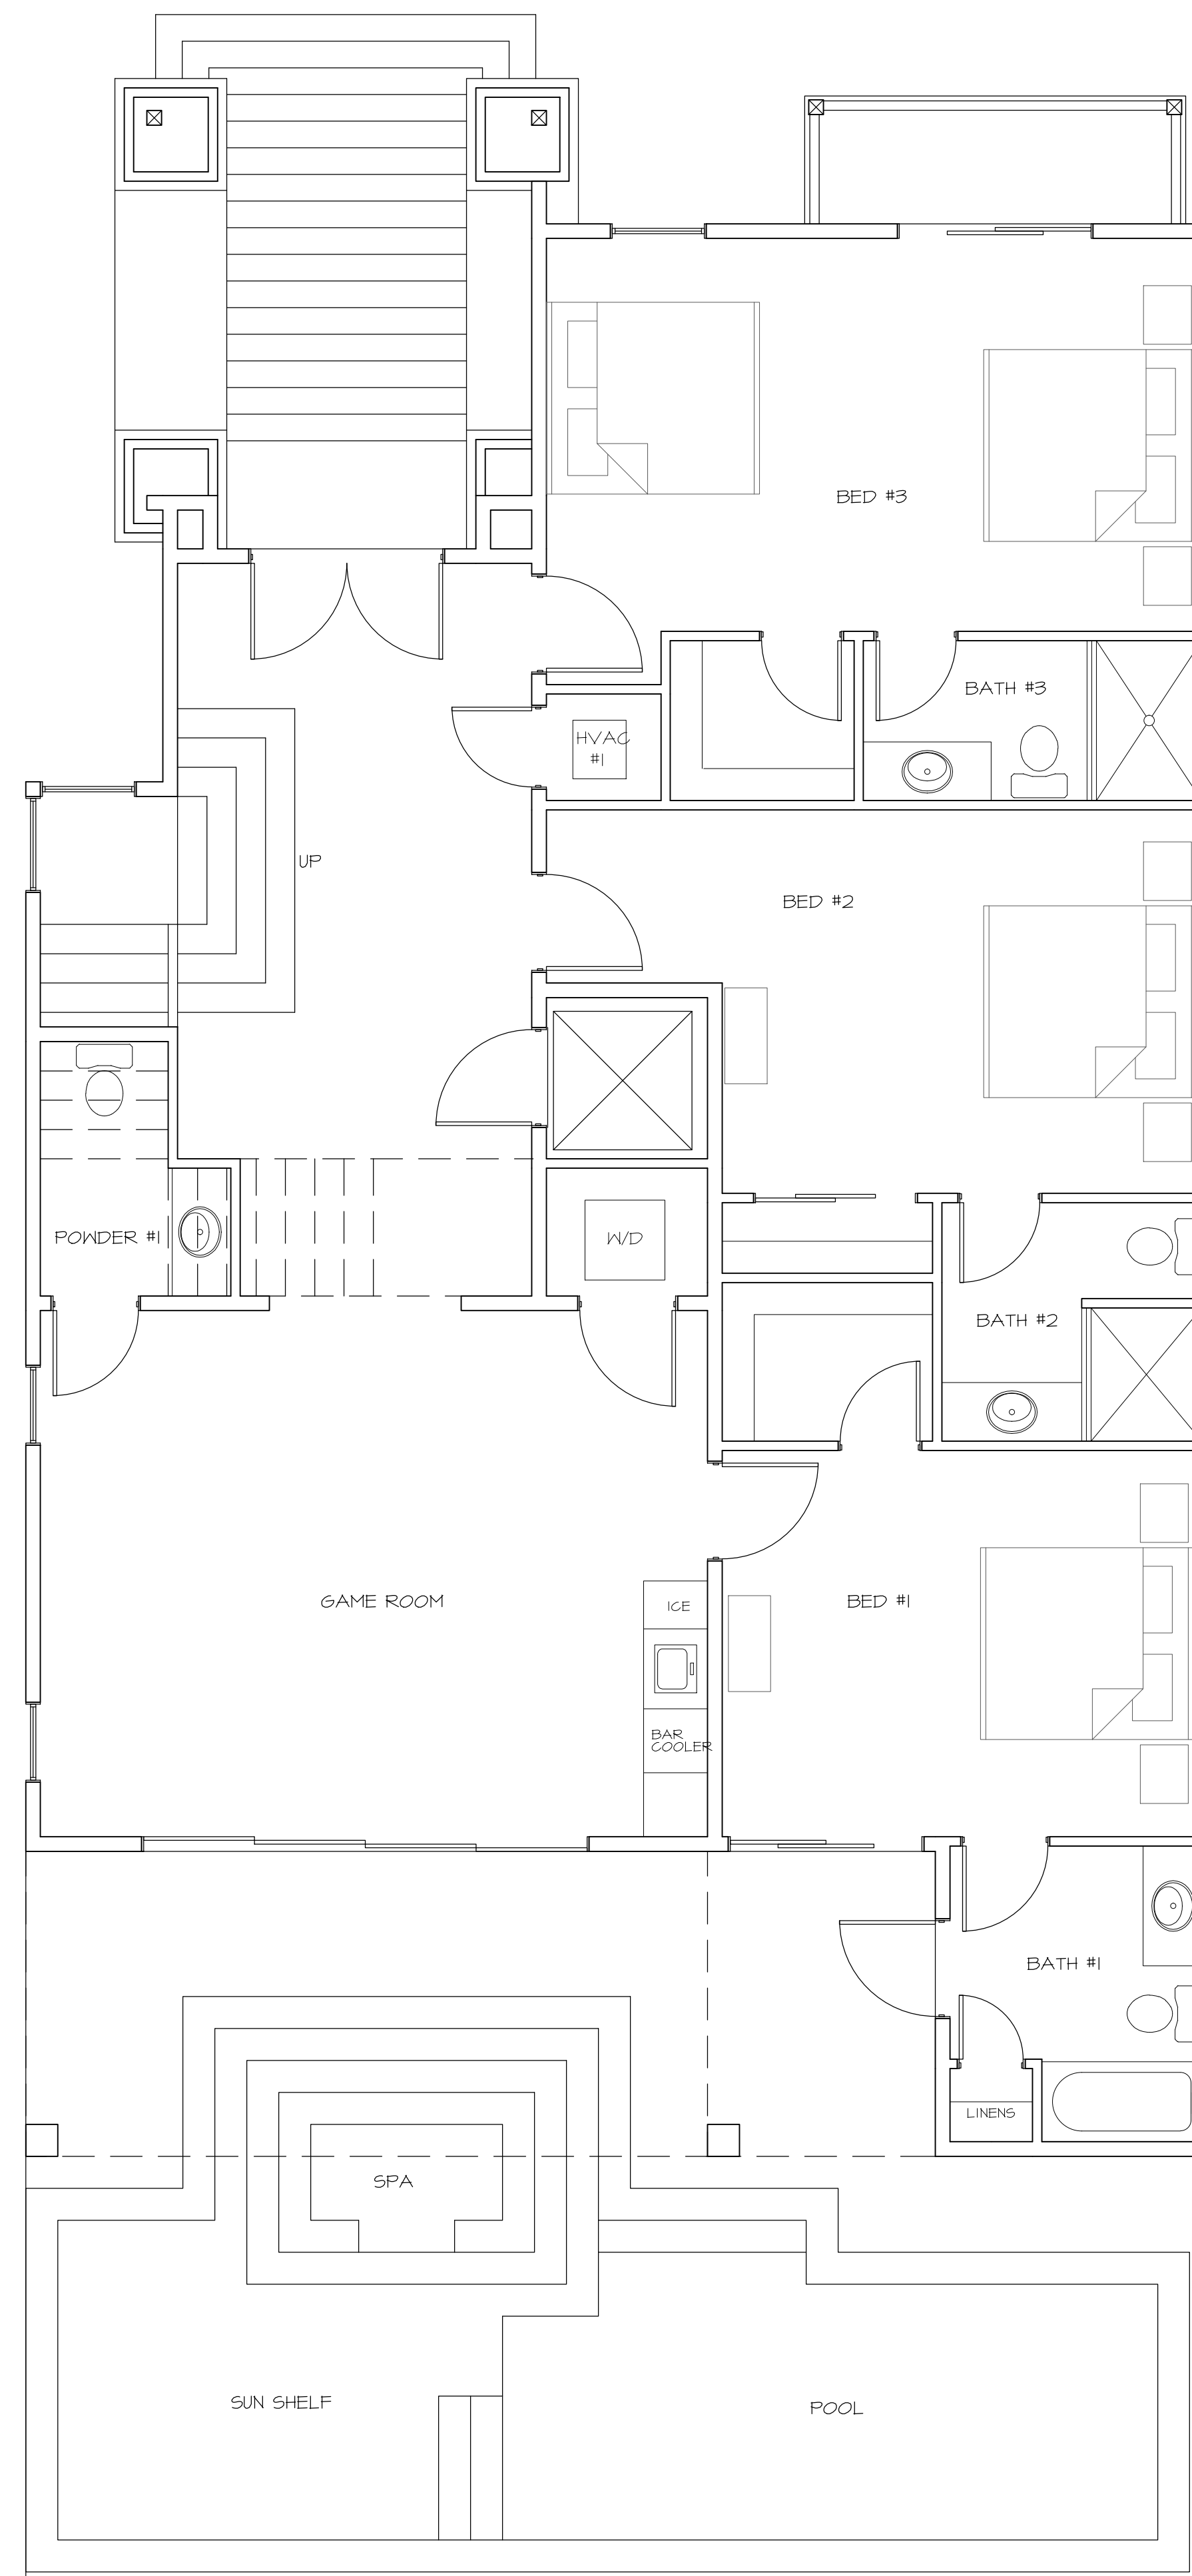 BED #3
BATH #3
HVAC
#1
UP
BED #2
W/D
POWDER #1
BATH #2
GAME ROOM
ICE
BED #1
BAR
COOLER
BATH #1
LINENS
SPA
SUN SHELF
POOL